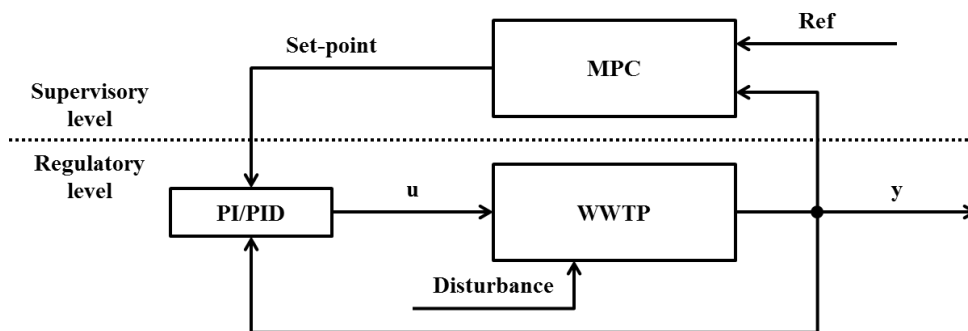 Ref
Set-point
MPC
Supervisory
level
Regulatory
level
PI/PID
u
WWTP
y
Disturbance